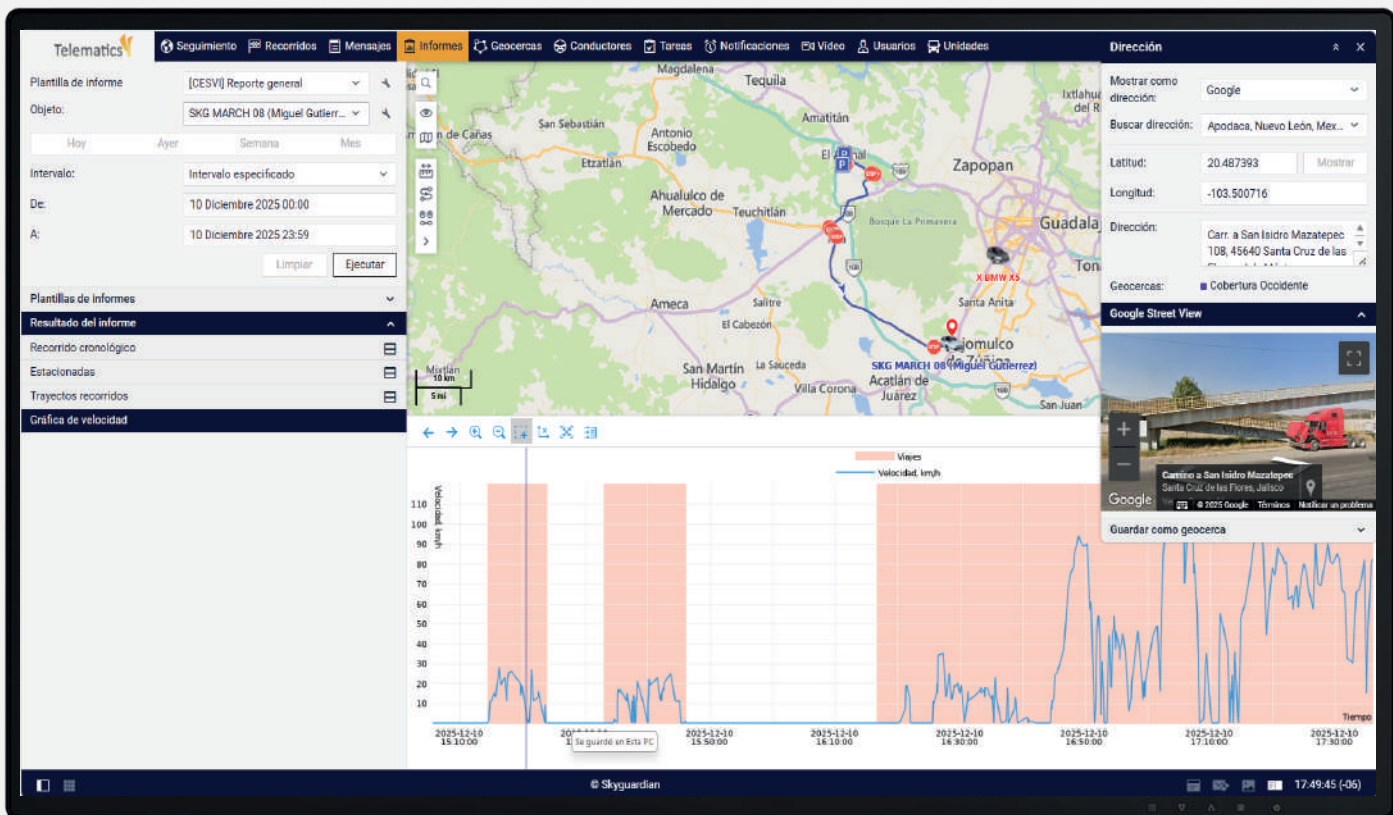 Telematics
Seguimiento
Recorridos
Mensajes
Informes
Geocercas
Conductores
Tareas
Notificaciones
Video
Usuarios
Unidades
Plantilla de informe
[CESVI] Reporte general
Objeto:
SKG MARCH 08 (Miguel Gutierr...
Hoy
Ayer
Semana
Mes
Intervalo:
Intervalo especificado
De:
10 Diciembre 2025 00:00
A:
10 Diciembre 2025 23:59
Limpiar
Ejecutar
Plantillas de informes
Resultado del informe
Recorrido cronológico
Estacionadas
Trayectos recorridos
Gráfica de velocidad
Magdalena
Tequila
Amatitán
San Sebastián
Antonio
Escobedo
Etzatlán
Zapopan
Ahualulco de
Mercado
Teuchitlán
Bosque La Primavera
Guadala
X BMW X5
Ton
Ameca
Salitre
Santa Anita
El Cabezón
jomulco
de Zúñiga
SKG MARCH 08 (Miguel Gutierrez)
San Martín
Hidalgo
La Sauceda
Villa Corona
Acatlán de
Juárez
San Juan
Mixtlán
10 km
5 mi
Dirección
Mostrar como
dirección:
Google
Buscar dirección:
Apodaca, Nuevo León, Mex...
Latitud:
20.487393
Mostrar
Longitud:
-103.500716
Dirección:
Carr. a San Isidro Mazatepec
108, 45640 Santa Cruz de las
Geocercas:
Cobertura Occidente
Google Street View
Camino a San Isidro Mazatepec
Santa Cruz de las Flores, Jalisco
Google
© 2025 Google
Términos
Notificar un problema
Guardar como geocerca
Viajes
Velocidad, km/h
Velocidad, km/h
110
100
90
80
70
60
50
40
30
20
10
Tiempo
2025-12-10
15:10:00
Se guardó en Esta PC
2025-12-10
15:50:00
2025-12-10
16:10:00
2025-12-10
16:30:00
2025-12-10
16:50:00
2025-12-10
17:10:00
2025-12-10
17:30:00
© Skyguardian
17:49:45 (-06)